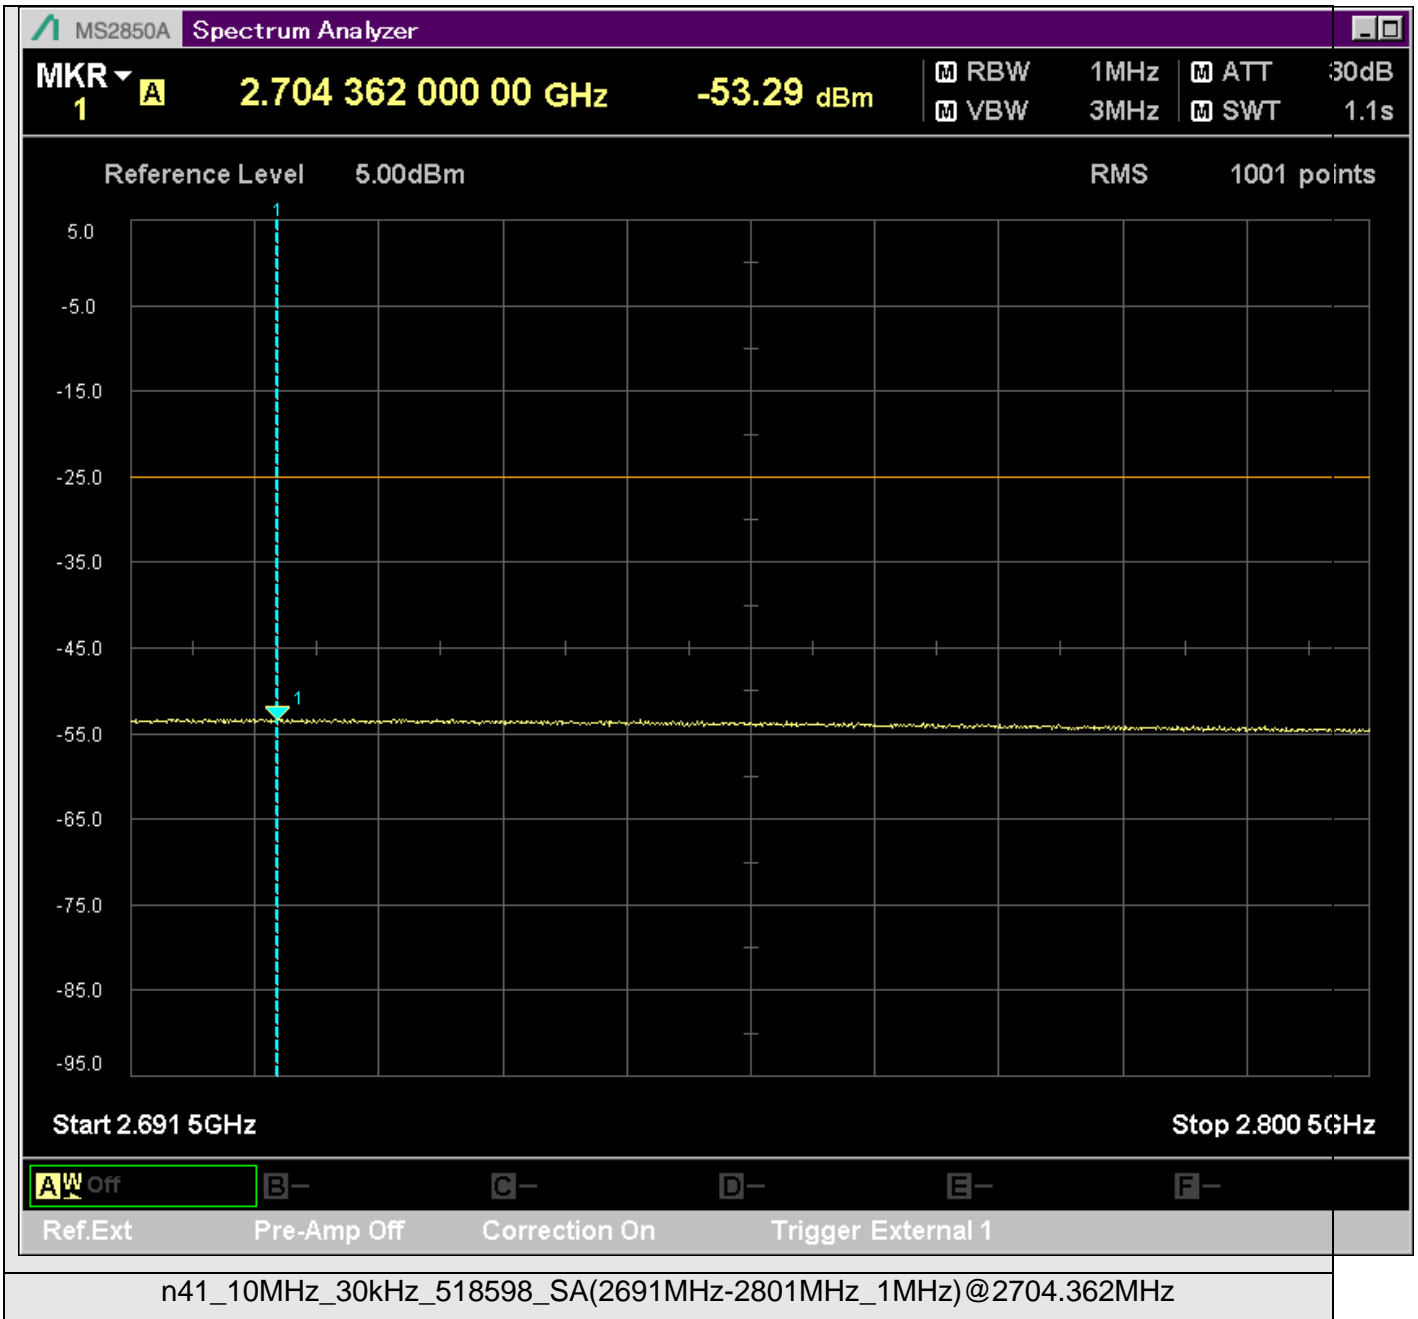 MS2850A Spectrum Analyzer
MKR 1 A 2.704 362 000 00 GHz -53.29 dBm
M RBW 1MHz M ATT 30dB
M VBW 3MHz M SWT 1.1s
Reference Level 5.00dBm RMS 1001 points
1
5.0
-5.0
-15.0
-25.0
-35.0
-45.0
1
-55.0
-65.0
-75.0
-85.0
-95.0
Start 2.691 5GHz Stop 2.800 5GHz
A W Off B– C– D– E– F–
Ref.Ext Pre-Amp Off Correction On Trigger External 1
n41_10MHz_30kHz_518598_SA(2691MHz-2801MHz_1MHz)@2704.362MHz